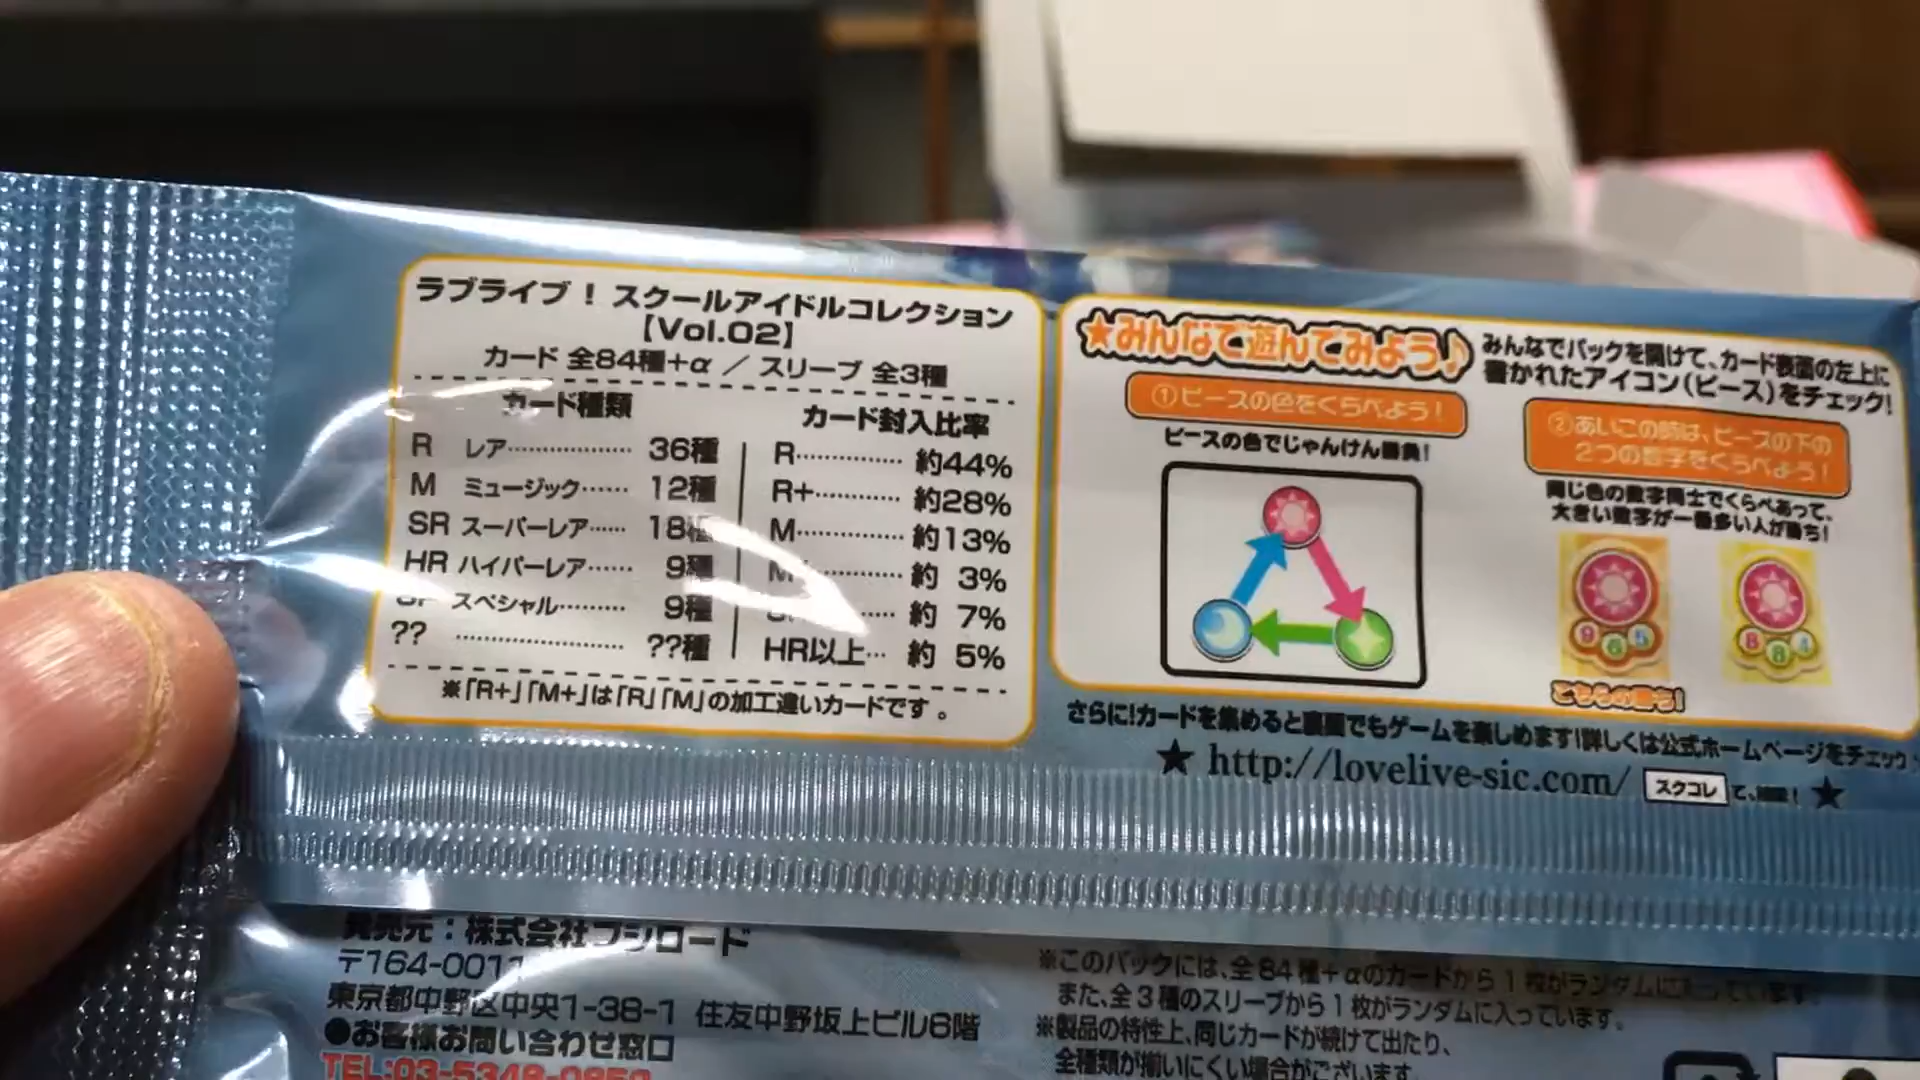 ラブライブ！スクールアイドルコレクション
【Vol.02】
カード 全84種+α ／ スリーブ 全3種
カード種類
R レア……………… 36種
M ミュージック…… 12種
SR スーパーレア…… 18種
HR ハイパーレア…… 9種
SP スペシャル……… 9種
?? …………………… ??種
カード封入比率
R…………… 約44%
R+………… 約28%
M…………… 約13%
M ………… 約 3%
…… 約 7%
HR以上… 約 5%
※「R+」「M+」は「R」「M」の加工違いカードです。
★みんなで遊んでみよう♪
みんなでパックを開けて、カード表面の左上に
書かれたアイコン(ピース)をチェック!
①ピースの色をくらべよう！
ピースの色でじゃんけん勝負!
②あいこの時は、ピースの下の
2つの数字をくらべよう！
同じ色の数字同士でくらべあって、
大きい数字が一番多い人が勝ち!
9 6 5
8 8 4
こちらの勝ち!
さらに!カードを集めると裏面でもゲームを楽しめます!詳しくは公式ホームページをチェック
★ http://lovelive-sic.com/ スクコレ で、 ! ★
発売元：株式会社ブシロード
〒164-0011
東京都中野区中央1-38-1 住友中野坂上ビル6階
●お客様お問い合わせ窓口
TEL:03-5348-0850
※このパックには、全84種+αのカードから1枚がランダムに入っています。
また、全3種のスリーブから1枚がランダムに入っています。
※製品の特性上、同じカードが続けて出たり、
全種類が揃いにくい場合がございます。